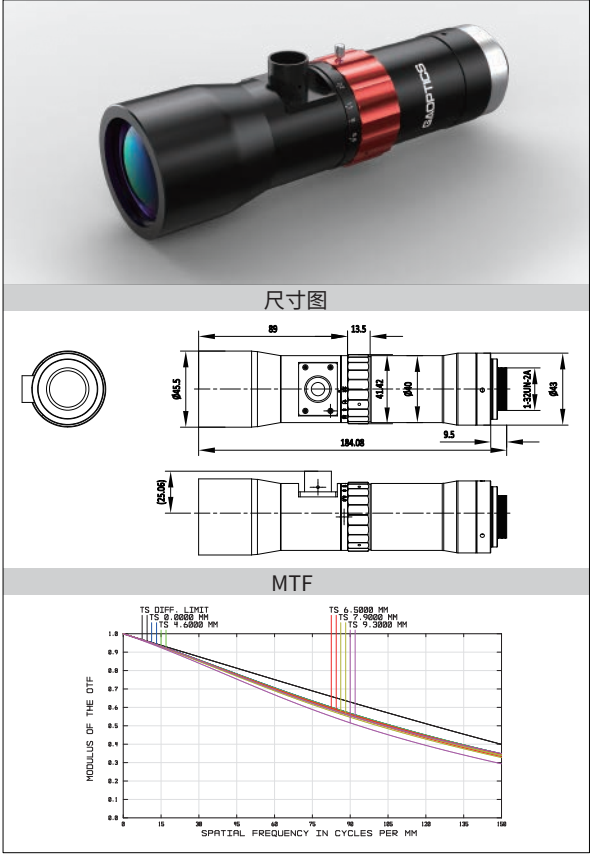 GAOPTICS
尺寸图
89
13.5
Ø45.5
41.42
Ø40
1-32UN-2A
Ø43
9.5
184.08
(25.06)
MTF
TS DIFF. LIMIT
TS 0.0000 MM
TS 4.6000 MM
TS 6.5000 MM
TS 7.9000 MM
TS 9.3000 MM
MODULUS OF THE OTF
1.0
0.9
0.8
0.7
0.6
0.5
0.4
0.3
0.2
0.1
0.0
0 15 30 45 60 75 90 105 120 135 150
SPATIAL FREQUENCY IN CYCLES PER MM